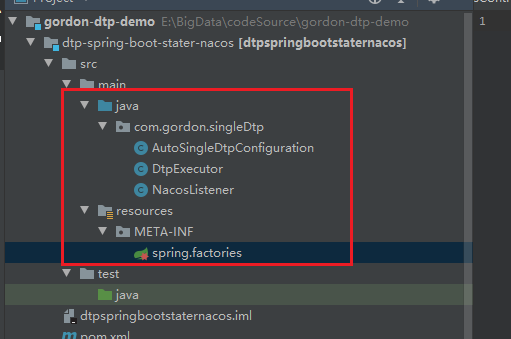 gordon-dtp-demo E:\BigData\codeSource\gordon-dtp-demo
1
dtp-spring-boot-stater-nacos [dtpspringbootstaternacos]
src
main
java
com.gordon.singleDtp
AutoSingleDtpConfiguration
DtpExecutor
NacosListener
resources
META-INF
spring.factories
test
java
dtpspringbootstaternacos.iml
pom.xml